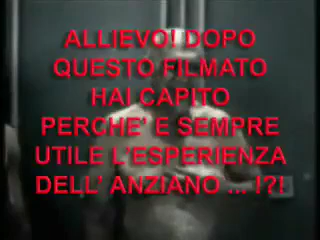 ALLIEVO! DOPO
QUESTO FILMATO
HAI CAPITO
PERCHE' E SEMPRE
UTILE L'ESPERIENZA
DELL' ANZIANO ... !?!